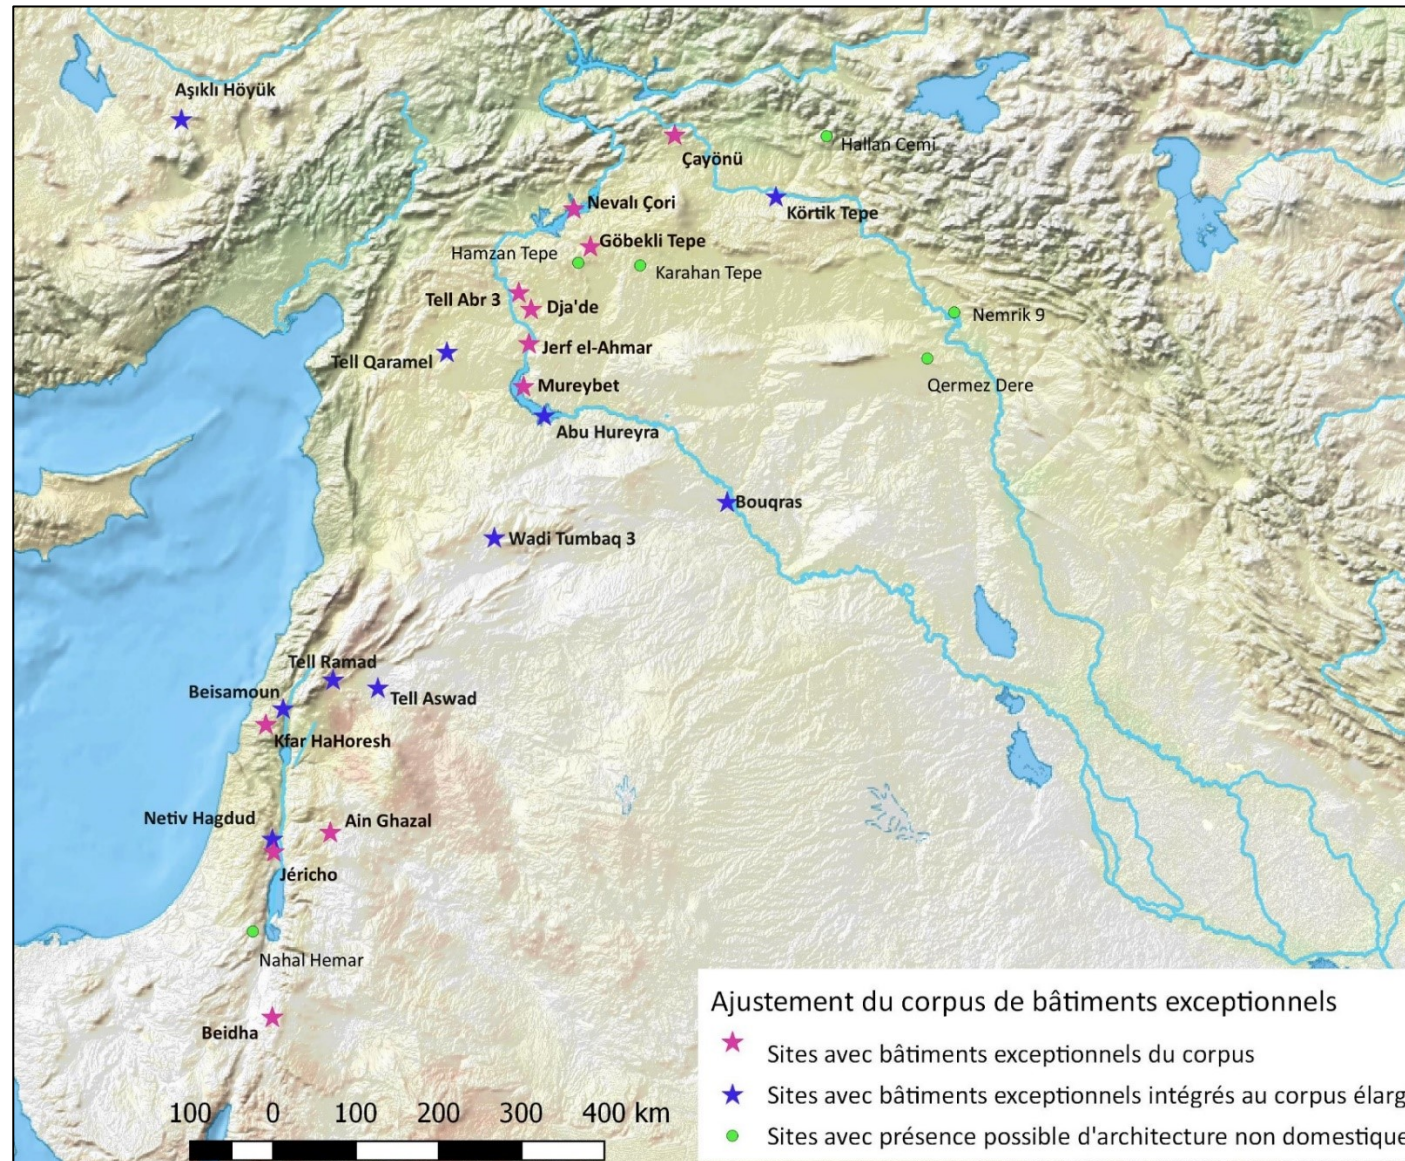 Aşıklı Höyük
Hallan Cemi
Çayönü
Körtik Tepe
Nevalı Çori
Göbekli Tepe
Hamzan Tepe
Karahan Tepe
Tell Abr 3
Dja'de
Nemrik 9
Jerf el-Ahmar
Tell Qaramel
Qermez Dere
Mureybet
Abu Hureyra
Bouqras
Wadi Tumbaq 3
Tell Ramad
Beisamoun
Tell Aswad
Kfar HaHoresh
Netiv Hagdud
Ain Ghazal
Jéricho
Nahal Hemar
Beidha
100 0 100 200 300 400 km
Ajustement du corpus de bâtiments exceptionnels
Sites avec bâtiments exceptionnels du corpus
Sites avec bâtiments exceptionnels intégrés au corpus élarg
Sites avec présence possible d'architecture non domestique